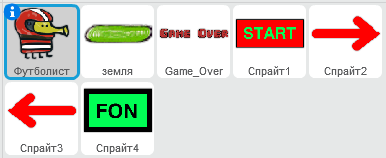 GAME OVER
START
Футболист
земля
Game_Over
Спрайт1
Спрайт2
FON
Спрайт3
Спрайт4